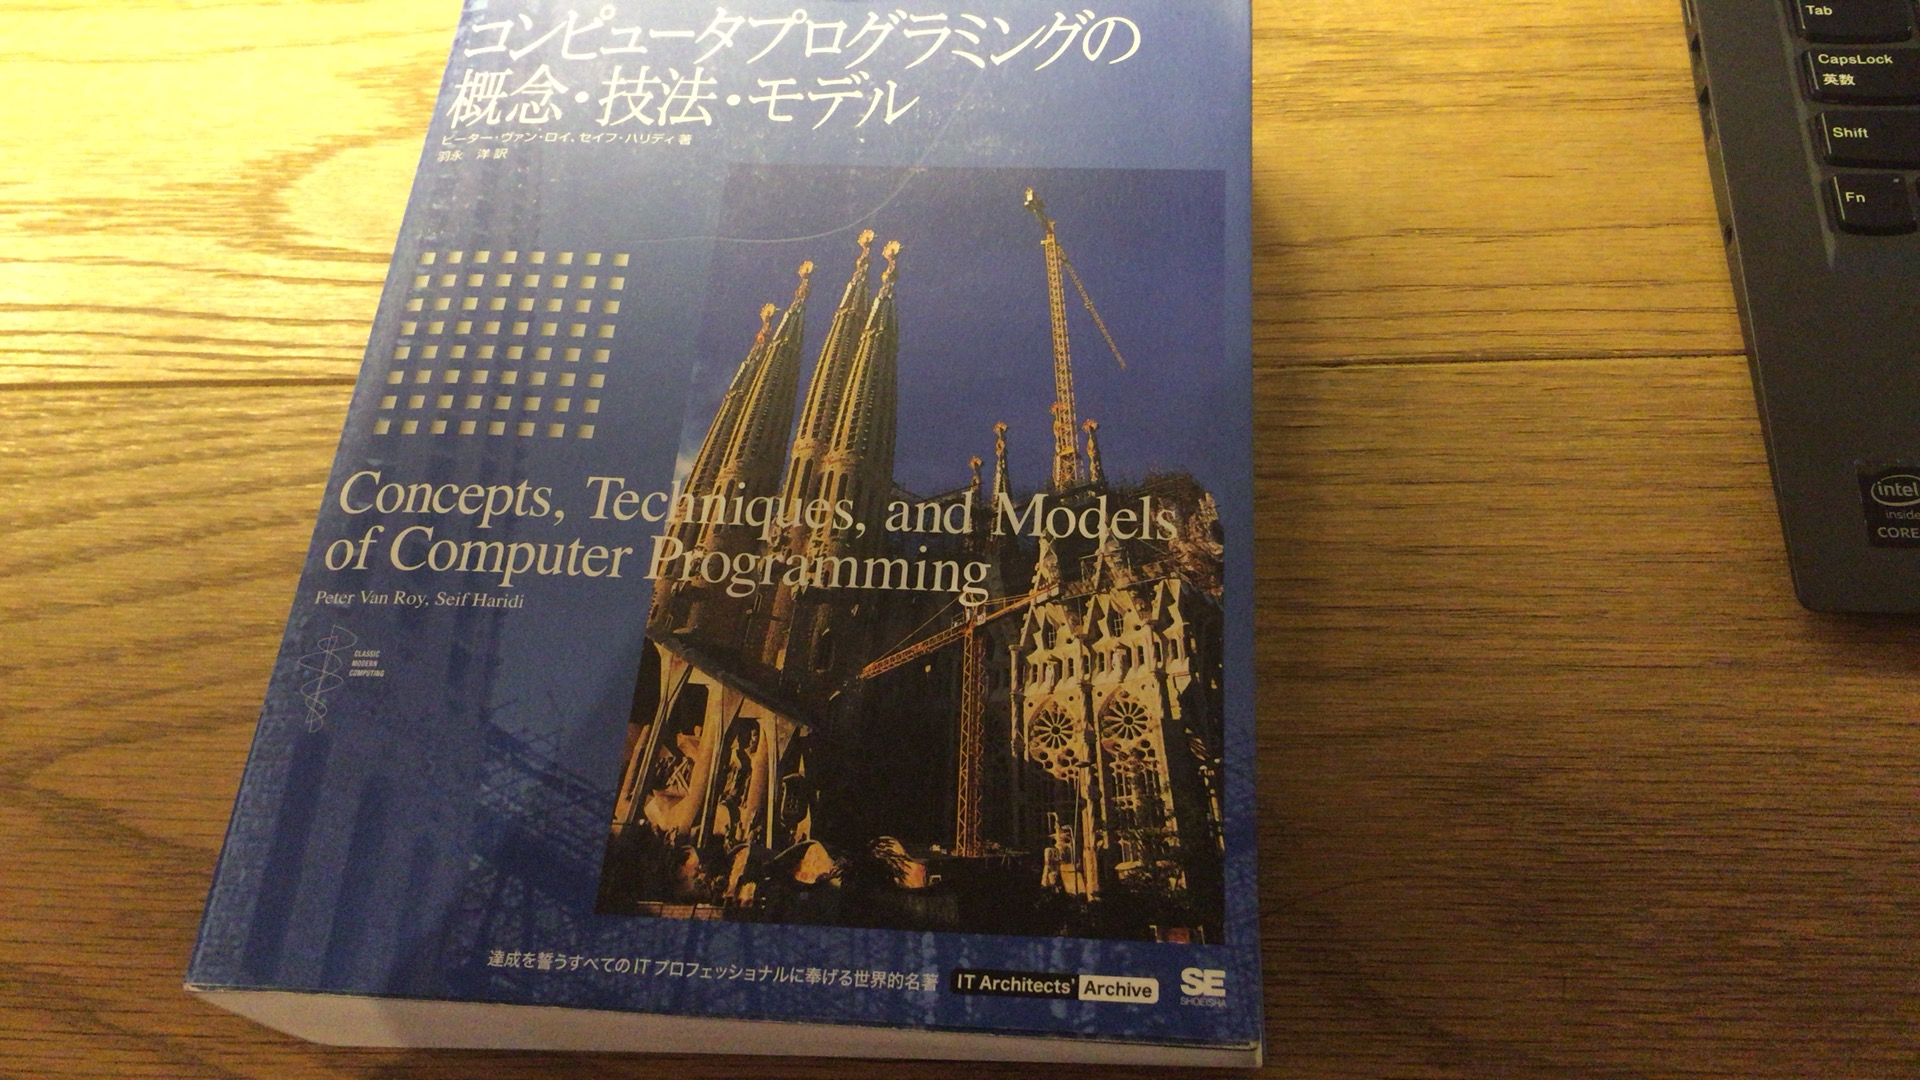 コンピュータプログラミングの
概念・技法・モデル
ピーター・ヴァン・ロイ, セイフ・ハリディ 著
羽永 洋 訳
Concepts, Techniques, and Models
of Computer Programming
Peter Van Roy, Seif Haridi
CLASSIC
MODERN
COMPUTING
達成を誓うすべてのITプロフェッショナルに奉げる世界的名著
IT Architects' Archive
SE
SHOEISHA
Tab
CapsLock
英数
Shift
Fn
intel
inside
CORE